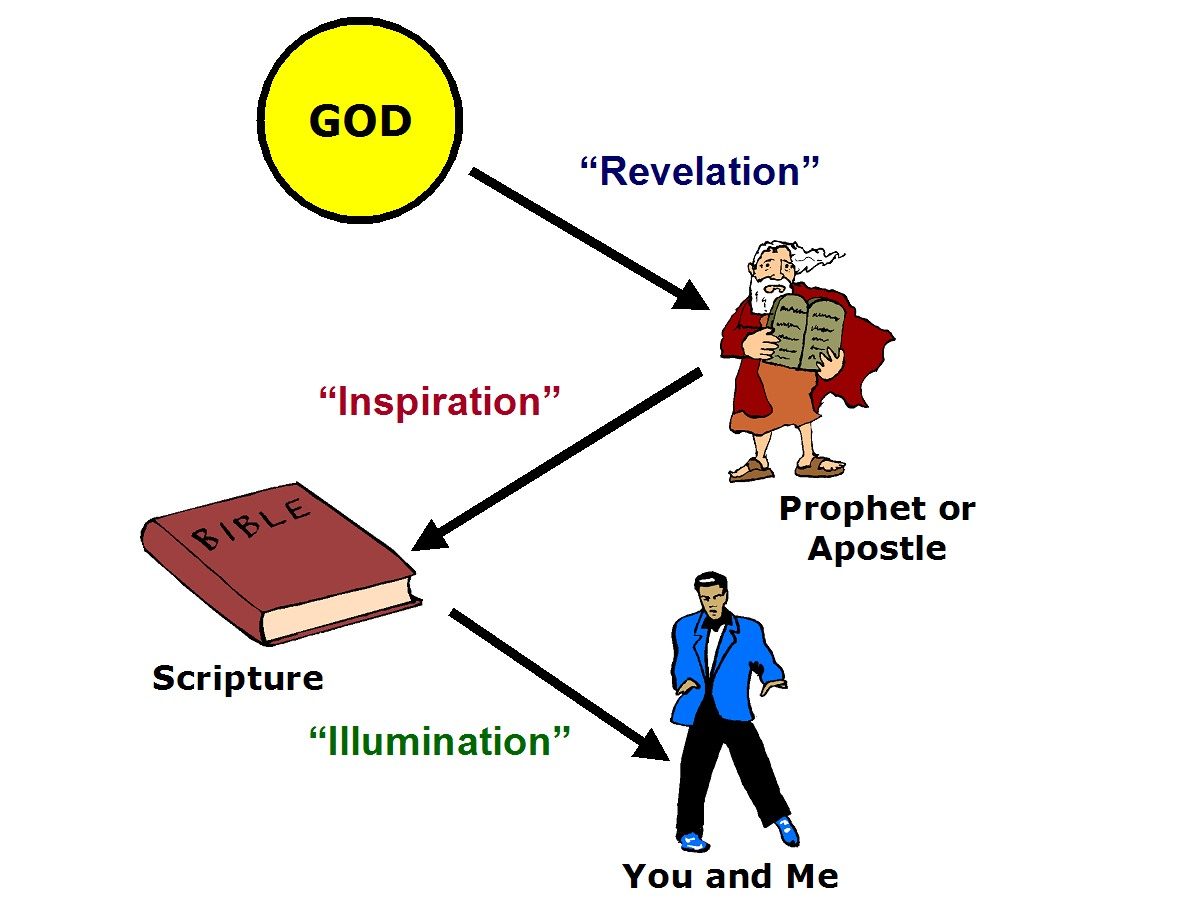 GOD
“Revelation”
“Inspiration”
Prophet or
Apostle
BIBLE
Scripture
“Illumination”
You and Me